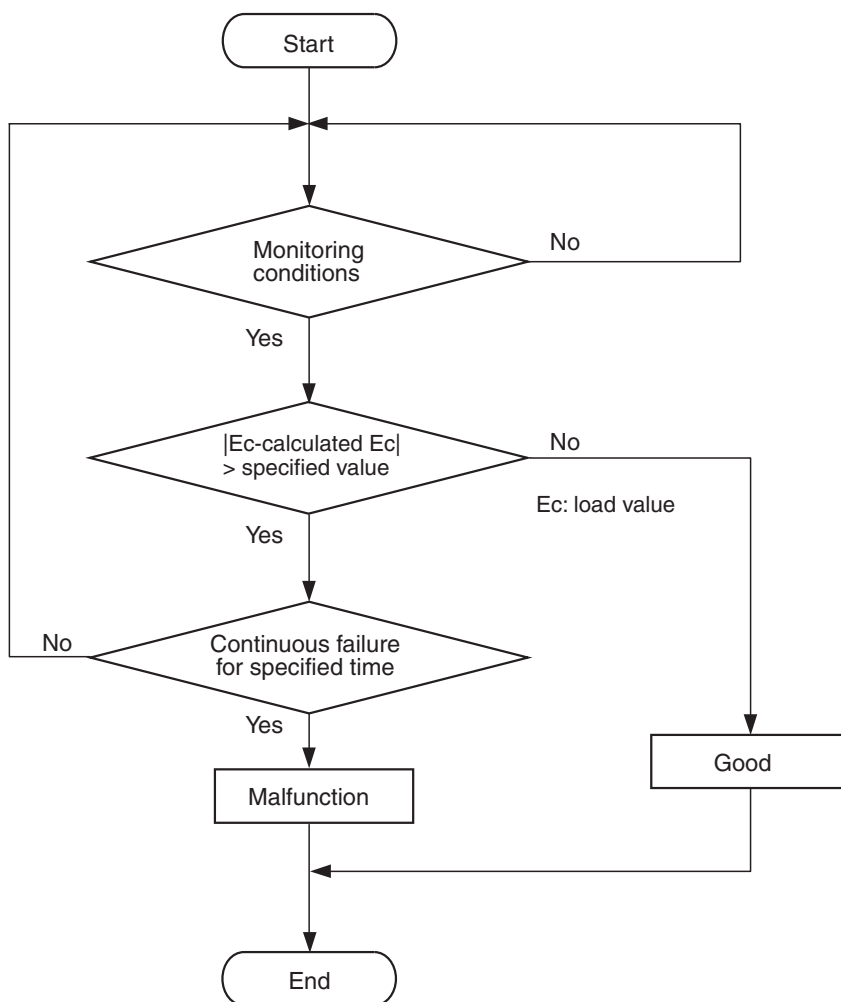 Start
Monitoring
conditions
No
Yes
|Ec-calculated Ec|
> specified value
No
Ec: load value
Yes
Continuous failure
for specified time
No
Yes
Malfunction
Good
End